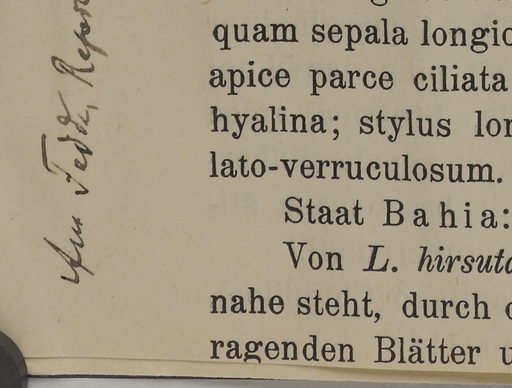 quam sepala longio
apice parce ciliata
hyalina; stylus lon
lato-verruculosum.
Staat Bahia:
Von L. hirsuta
nahe steht, durch
ragenden Blätter u
Aus Fedd, Repert